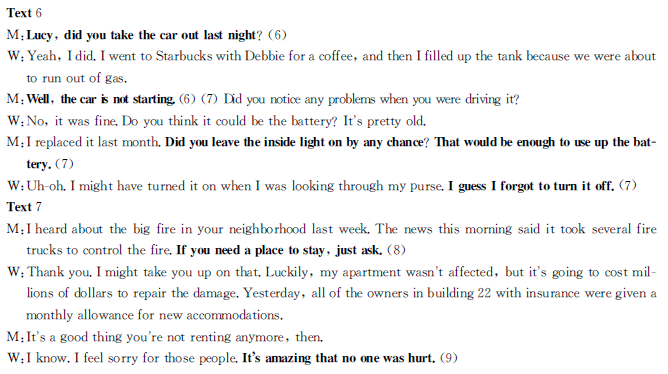 Text 6
M: Lucy, did you take the car out last night? (6)
W: Yeah, I did. I went to Starbucks with Debbie for a coffee, and then I filled up the tank because we were about
to run out of gas.
M: Well, the car is not starting. (6) (7) Did you notice any problems when you were driving it?
W: No, it was fine. Do you think it could be the battery? It's pretty old.
M: I replaced it last month. Did you leave the inside light on by any chance? That would be enough to use up the bat-
tery. (7)
W: Uh-oh. I might have turned it on when I was looking through my purse. I guess I forgot to turn it off. (7)
Text 7
M: I heard about the big fire in your neighborhood last week. The news this morning said it took several fire
trucks to control the fire. If you need a place to stay, just ask. (8)
W: Thank you. I might take you up on that. Luckily, my apartment wasn't affected, but it's going to cost mil-
lions of dollars to repair the damage. Yesterday, all of the owners in building 22 with insurance were given a
monthly allowance for new accommodations.
M: It's a good thing you're not renting anymore, then.
W: I know. I feel sorry for those people. It's amazing that no one was hurt. (9)